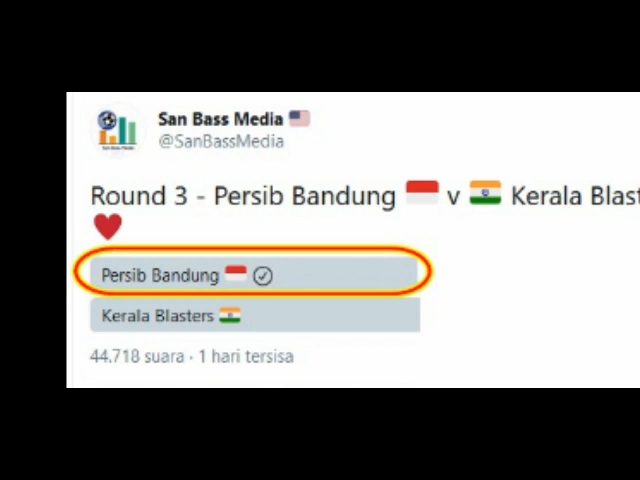 San Bass Media 🇺🇸
@SanBassMedia
Round 3 - Persib Bandung 🇮🇩 v 🇮🇳 Kerala Blast
❤️
Persib Bandung 🇮🇩
Kerala Blasters 🇮🇳
44.718 suara · 1 hari tersisa